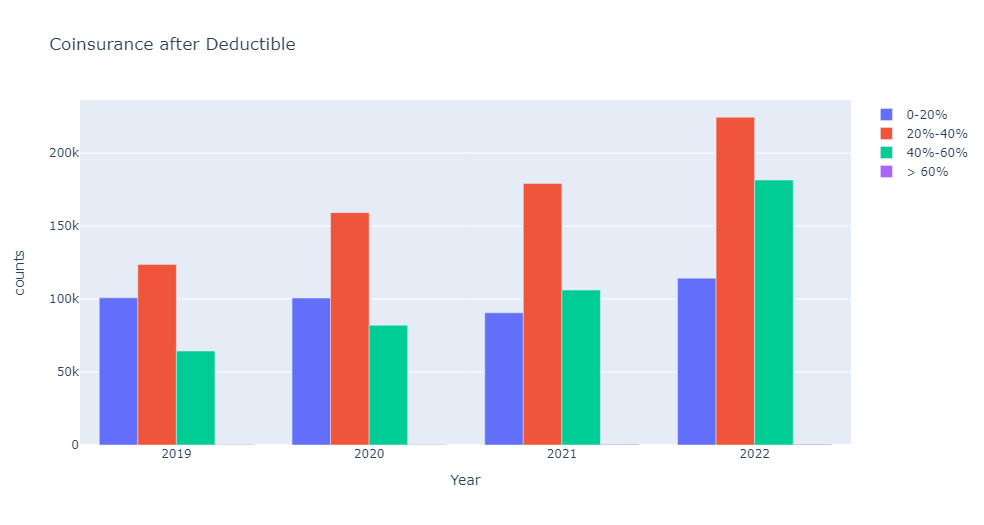 Coinsurance after Deductible
0-20%
20%-40%
40%-60%
> 60%
200k
150k
100k
50k
0
counts
2019
2020
2021
2022
Year